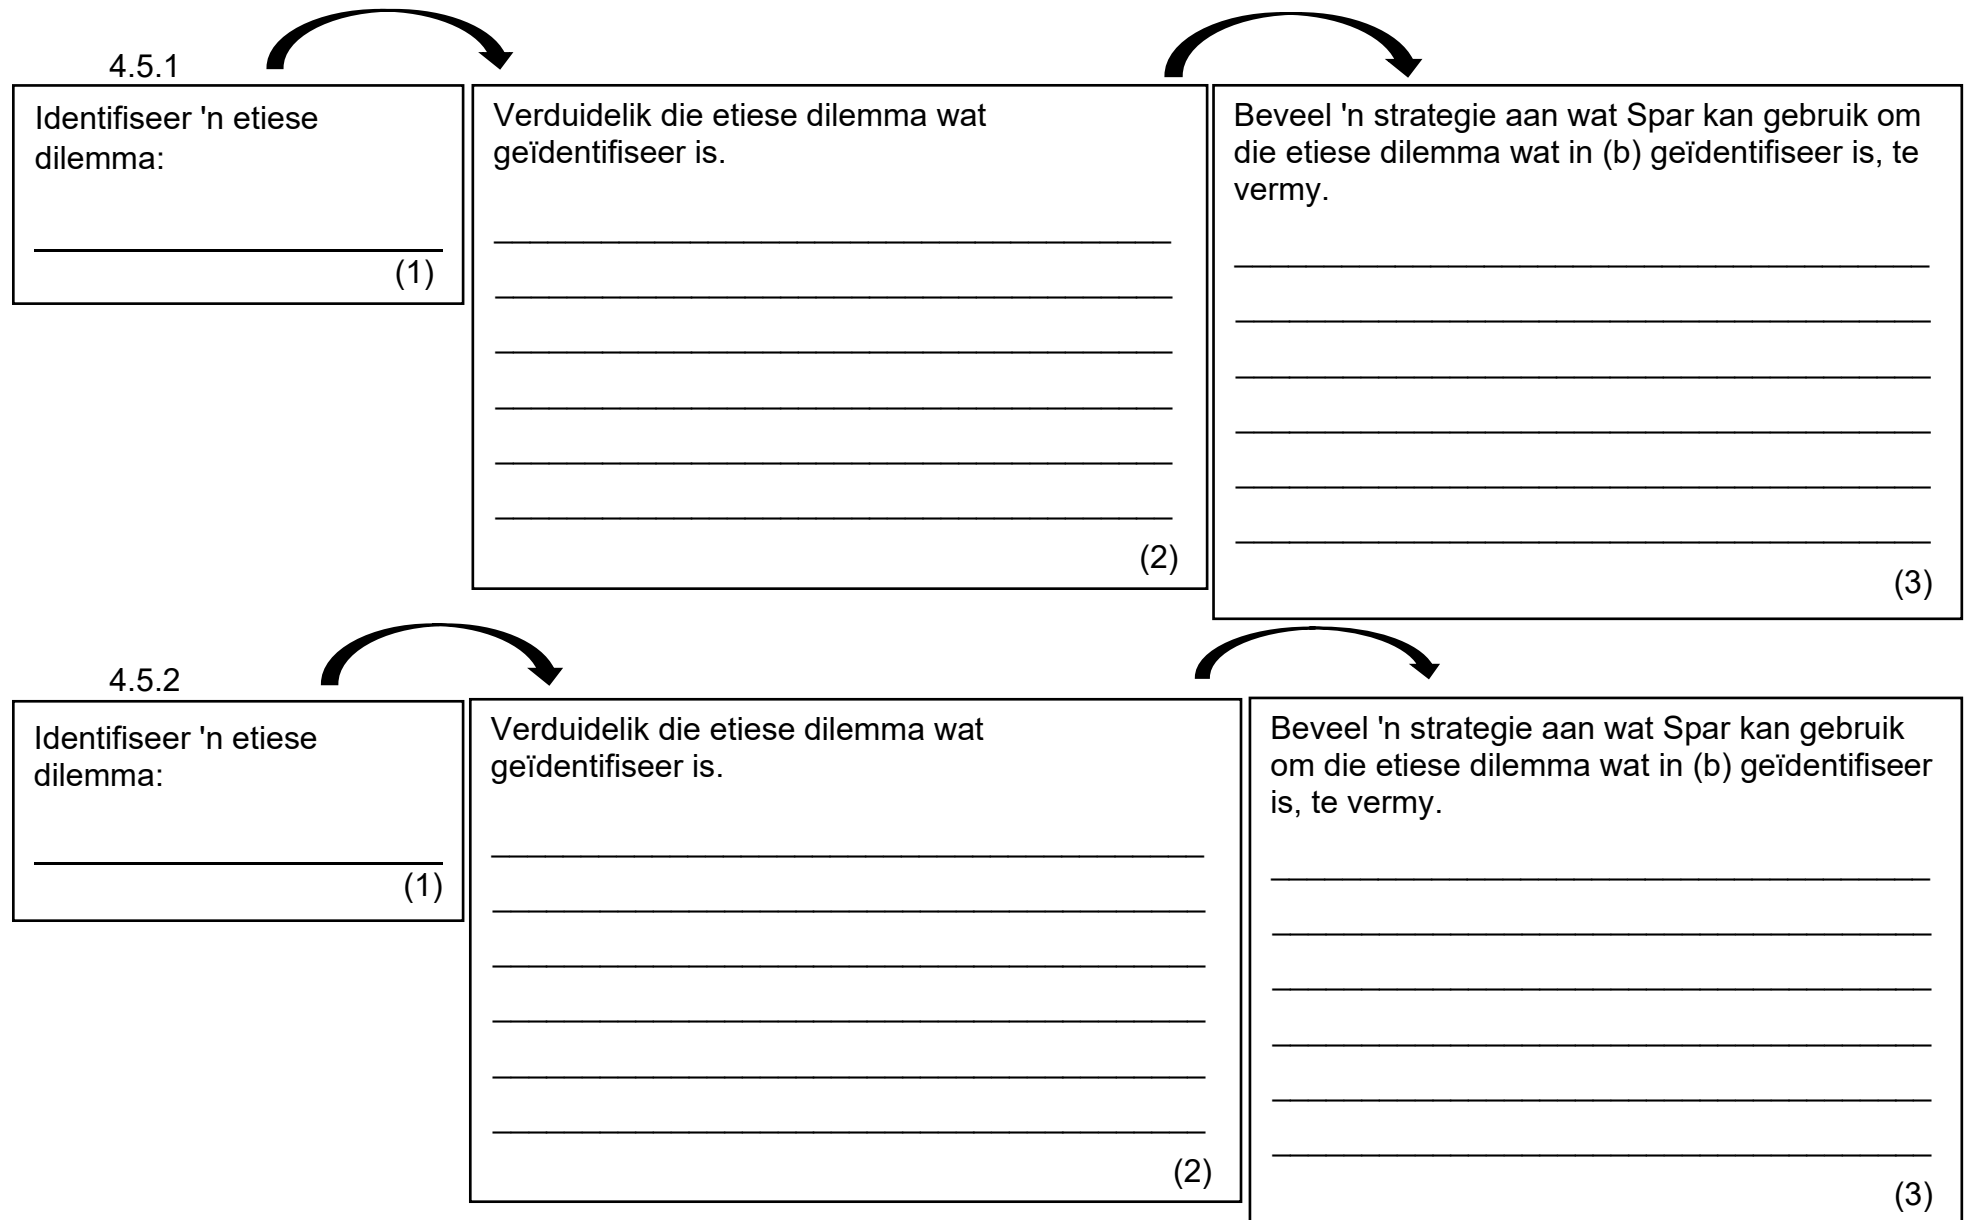 4.5.1
Identifiseer 'n etiese
dilemma:
(1)
Verduidelik die etiese dilemma wat
geïdentifiseer is.
(2)
Beveel 'n strategie aan wat Spar kan gebruik om
die etiese dilemma wat in (b) geïdentifiseer is, te
vermy.
(3)
4.5.2
Identifiseer 'n etiese
dilemma:
(1)
Verduidelik die etiese dilemma wat
geïdentifiseer is.
(2)
Beveel 'n strategie aan wat Spar kan gebruik
om die etiese dilemma wat in (b) geïdentifiseer
is, te vermy.
(3)